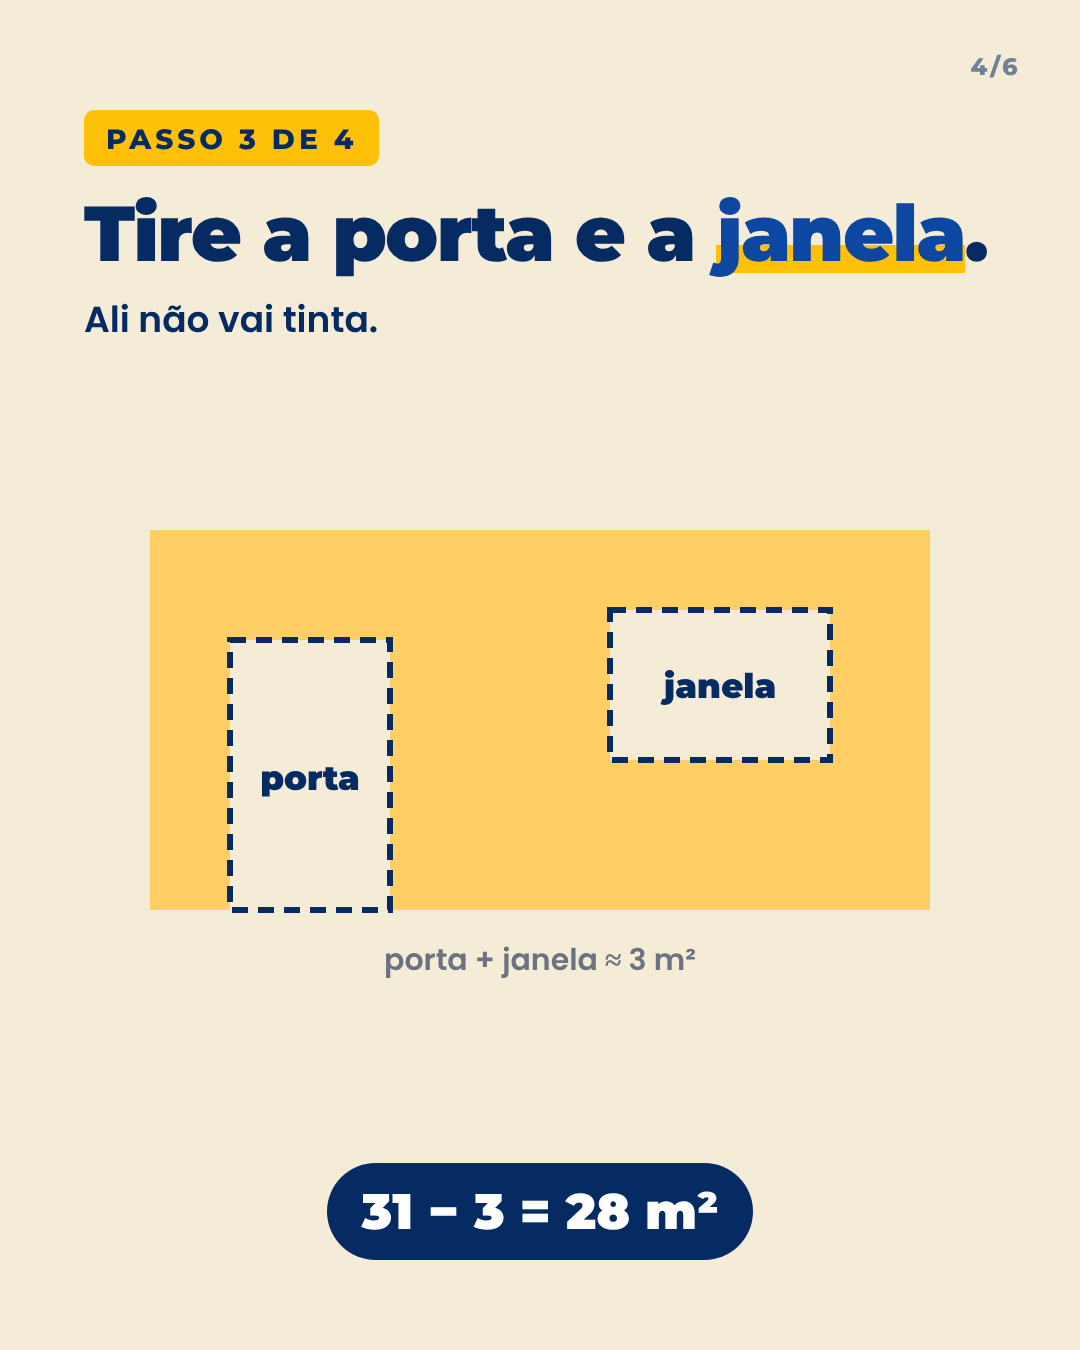 4/6
PASSO 3 DE 4
Tire a porta e a janela.
Ali não vai tinta.
janela
porta
porta + janela ≈ 3 m²
31 − 3 = 28 m²